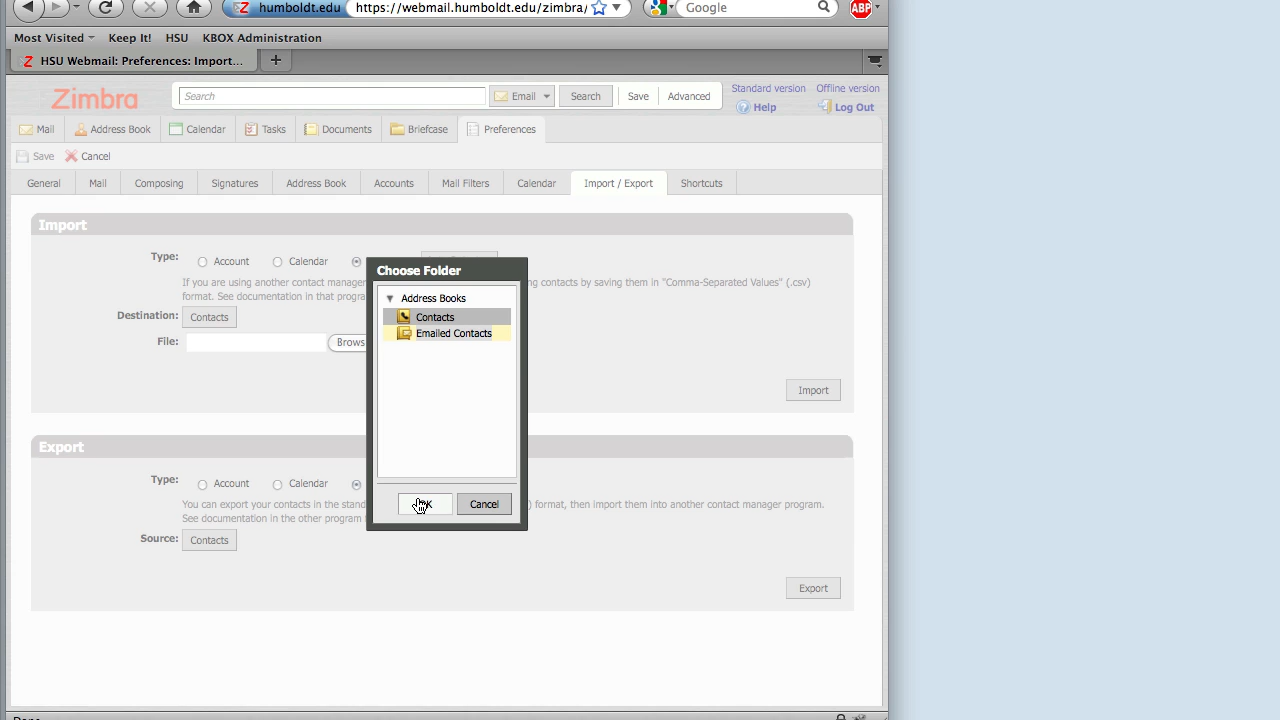 humboldt.edu https://webmail.humboldt.edu/zimbra/ Google ABP
Most Visited Keep It! HSU KBOX Administration
Z HSU Webmail: Preferences: Import... +
Zimbra Search Email Search Save Advanced Standard version Offline version
Help Log Out
Mail Address Book Calendar Tasks Documents Briefcase Preferences
Save Cancel
General Mail Composing Signatures Address Book Accounts Mail Filters Calendar Import / Export Shortcuts
Import
Type: Account Calendar
If you are using another contact manager
ng contacts by saving them in "Comma-Separated Values" (.csv)
format. See documentation in that progra
Destination: Contacts
File: Brows
Import
Choose Folder
Address Books
Contacts
Emailed Contacts
OK Cancel
Export
Type: Account Calendar
You can export your contacts in the stand
) format, then import them into another contact manager program.
See documentation in the other program
Source: Contacts
Export